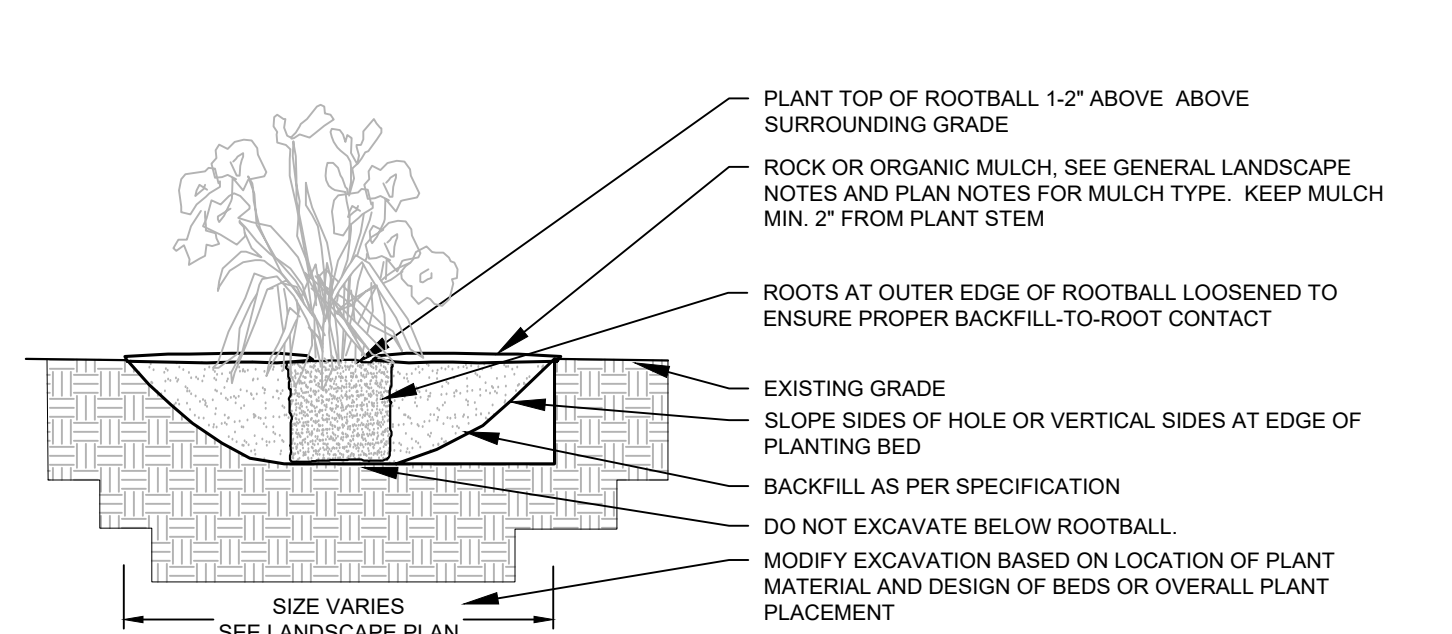 PLANT TOP OF ROOTBALL 1-2" ABOVE  ABOVE
SURROUNDING GRADE
ROCK OR ORGANIC MULCH, SEE GENERAL LANDSCAPE
NOTES AND PLAN NOTES FOR MULCH TYPE.  KEEP MULCH
MIN. 2" FROM PLANT STEM
ROOTS AT OUTER EDGE OF ROOTBALL LOOSENED TO
ENSURE PROPER BACKFILL-TO-ROOT CONTACT
EXISTING GRADE
SLOPE SIDES OF HOLE OR VERTICAL SIDES AT EDGE OF
PLANTING BED
BACKFILL AS PER SPECIFICATION
DO NOT EXCAVATE BELOW ROOTBALL.
MODIFY EXCAVATION BASED ON LOCATION OF PLANT
MATERIAL AND DESIGN OF BEDS OR OVERALL PLANT
PLACEMENT
SIZE VARIES
SEE LANDSCAPE PLAN